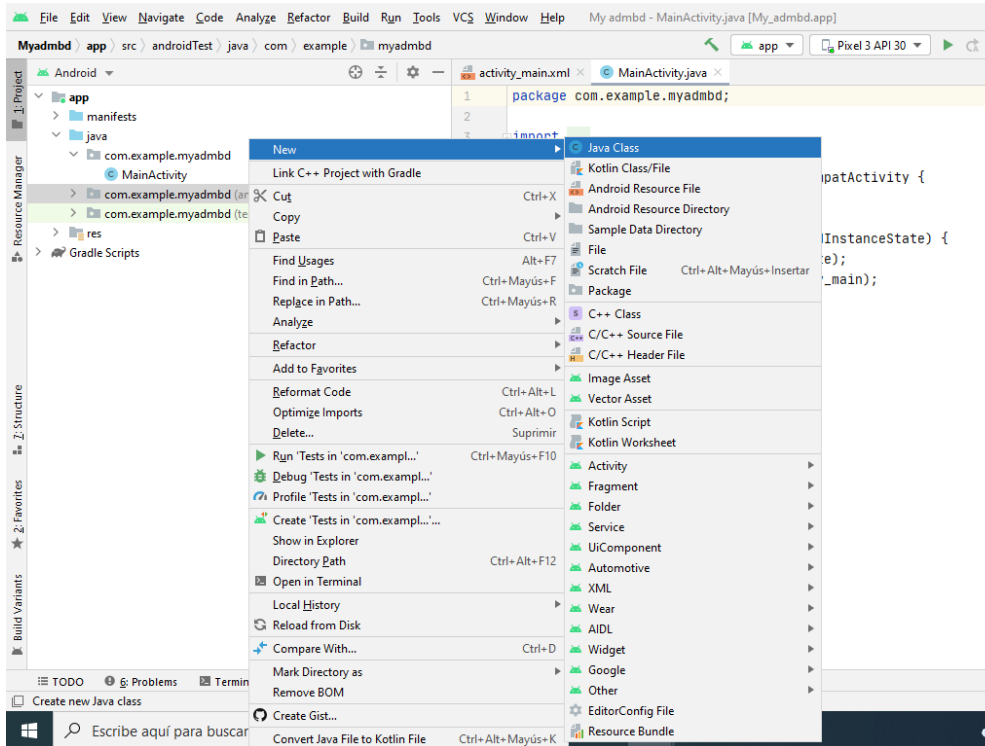 File Edit View Navigate Code Analyze Refactor Build Run Tools VCS Window Help My admbd - MainActivity.java [My_admbd.app]
Myadmbd app src androidTest java com example myadmbd app Pixel 3 API 30
1: Project
Resource Manager
7: Structure
2: Favorites
Build Variants
Android
app
manifests
java
com.example.myadmbd
MainActivity
com.example.myadmbd (an
com.example.myadmbd (te
res
Gradle Scripts
activity_main.xml MainActivity.java
1 package com.example.myadmbd;
2
3 import
patActivity {
InstanceState) {
e);
_main);
New
Link C++ Project with Gradle
Cut Ctrl+X
Copy
Paste Ctrl+V
Find Usages Alt+F7
Find in Path... Ctrl+Mayús+F
Replace in Path... Ctrl+Mayús+R
Analyze
Refactor
Add to Favorites
Reformat Code Ctrl+Alt+L
Optimize Imports Ctrl+Alt+O
Delete... Suprimir
Run 'Tests in 'com.exampl...' Ctrl+Mayús+F10
Debug 'Tests in 'com.exampl...'
Profile 'Tests in 'com.exampl...'
Create 'Tests in 'com.exampl...'...
Show in Explorer
Directory Path Ctrl+Alt+F12
Open in Terminal
Local History
Reload from Disk
Compare With... Ctrl+D
Mark Directory as
Remove BOM
Create Gist...
Convert Java File to Kotlin File Ctrl+Alt+Mayús+K
Java Class
Kotlin Class/File
Android Resource File
Android Resource Directory
Sample Data Directory
File
Scratch File Ctrl+Alt+Mayús+Insertar
Package
C++ Class
C/C++ Source File
C/C++ Header File
Image Asset
Vector Asset
Kotlin Script
Kotlin Worksheet
Activity
Fragment
Folder
Service
UiComponent
Automotive
XML
Wear
AIDL
Widget
Google
Other
EditorConfig File
Resource Bundle
TODO 6: Problems Termin
Create new Java class
Escribe aquí para buscar